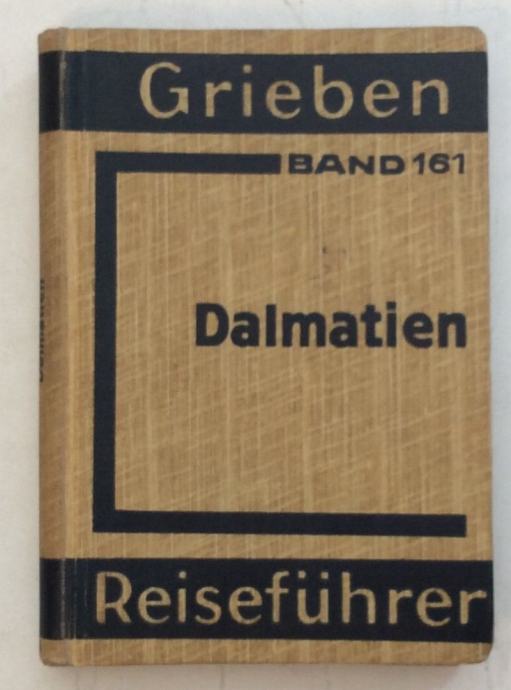 Grieben
BAND 161
Dalmatien
Reiseführer